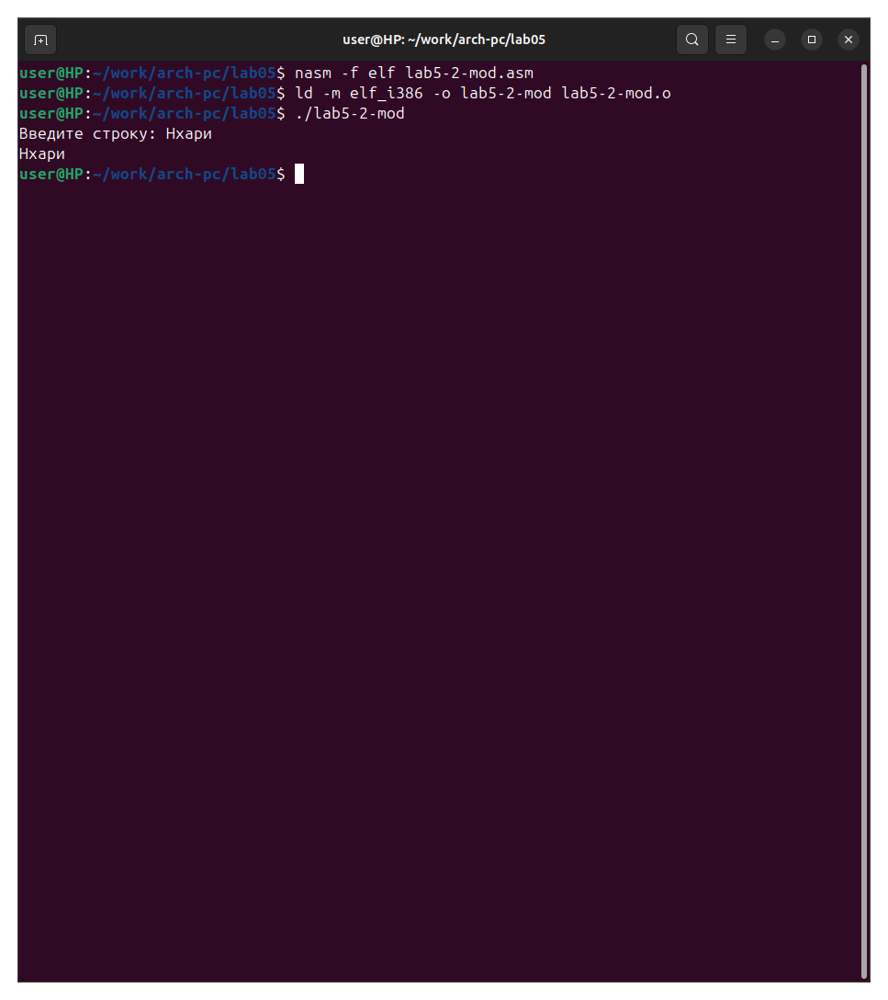 user@HP: ~/work/arch-pc/lab05
user@HP:~/work/arch-pc/lab05$ nasm -f elf lab5-2-mod.asm
user@HP:~/work/arch-pc/lab05$ ld -m elf_i386 -o lab5-2-mod lab5-2-mod.o
user@HP:~/work/arch-pc/lab05$ ./lab5-2-mod
Введите строку: Нхари
Нхари
user@HP:~/work/arch-pc/lab05$